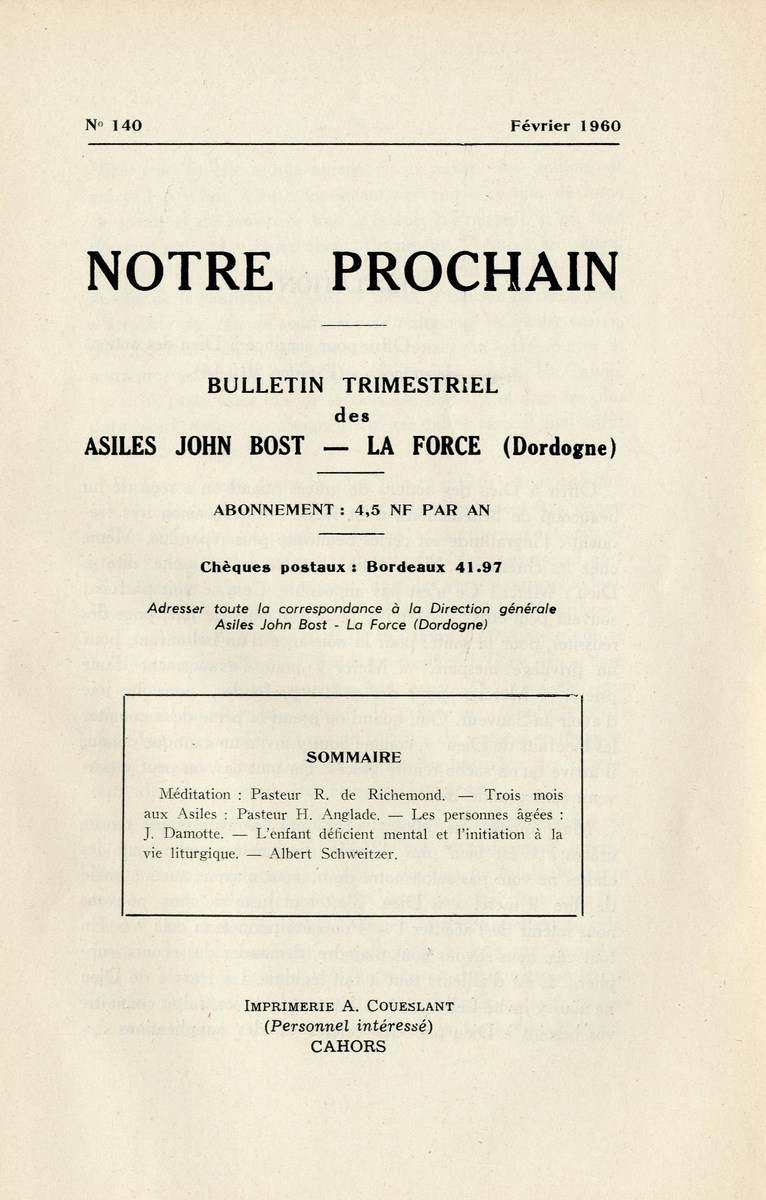 Nº 140 Février 1960
NOTRE PROCHAIN
BULLETIN TRIMESTRIEL
des
ASILES JOHN BOST — LA FORCE (Dordogne)
ABONNEMENT : 4,5 NF PAR AN
Chèques postaux : Bordeaux 41.97
Adresser toute la correspondance à la Direction générale
Asiles John Bost - La Force (Dordogne)
SOMMAIRE
Méditation : Pasteur R. de Richemond. — Trois mois
aux Asiles : Pasteur H. Anglade. — Les personnes âgées :
J. Damotte. — L'enfant déficient mental et l'initiation à la
vie liturgique. — Albert Schweitzer.
IMPRIMERIE A. COUESLANT
(Personnel intéressé)
CAHORS